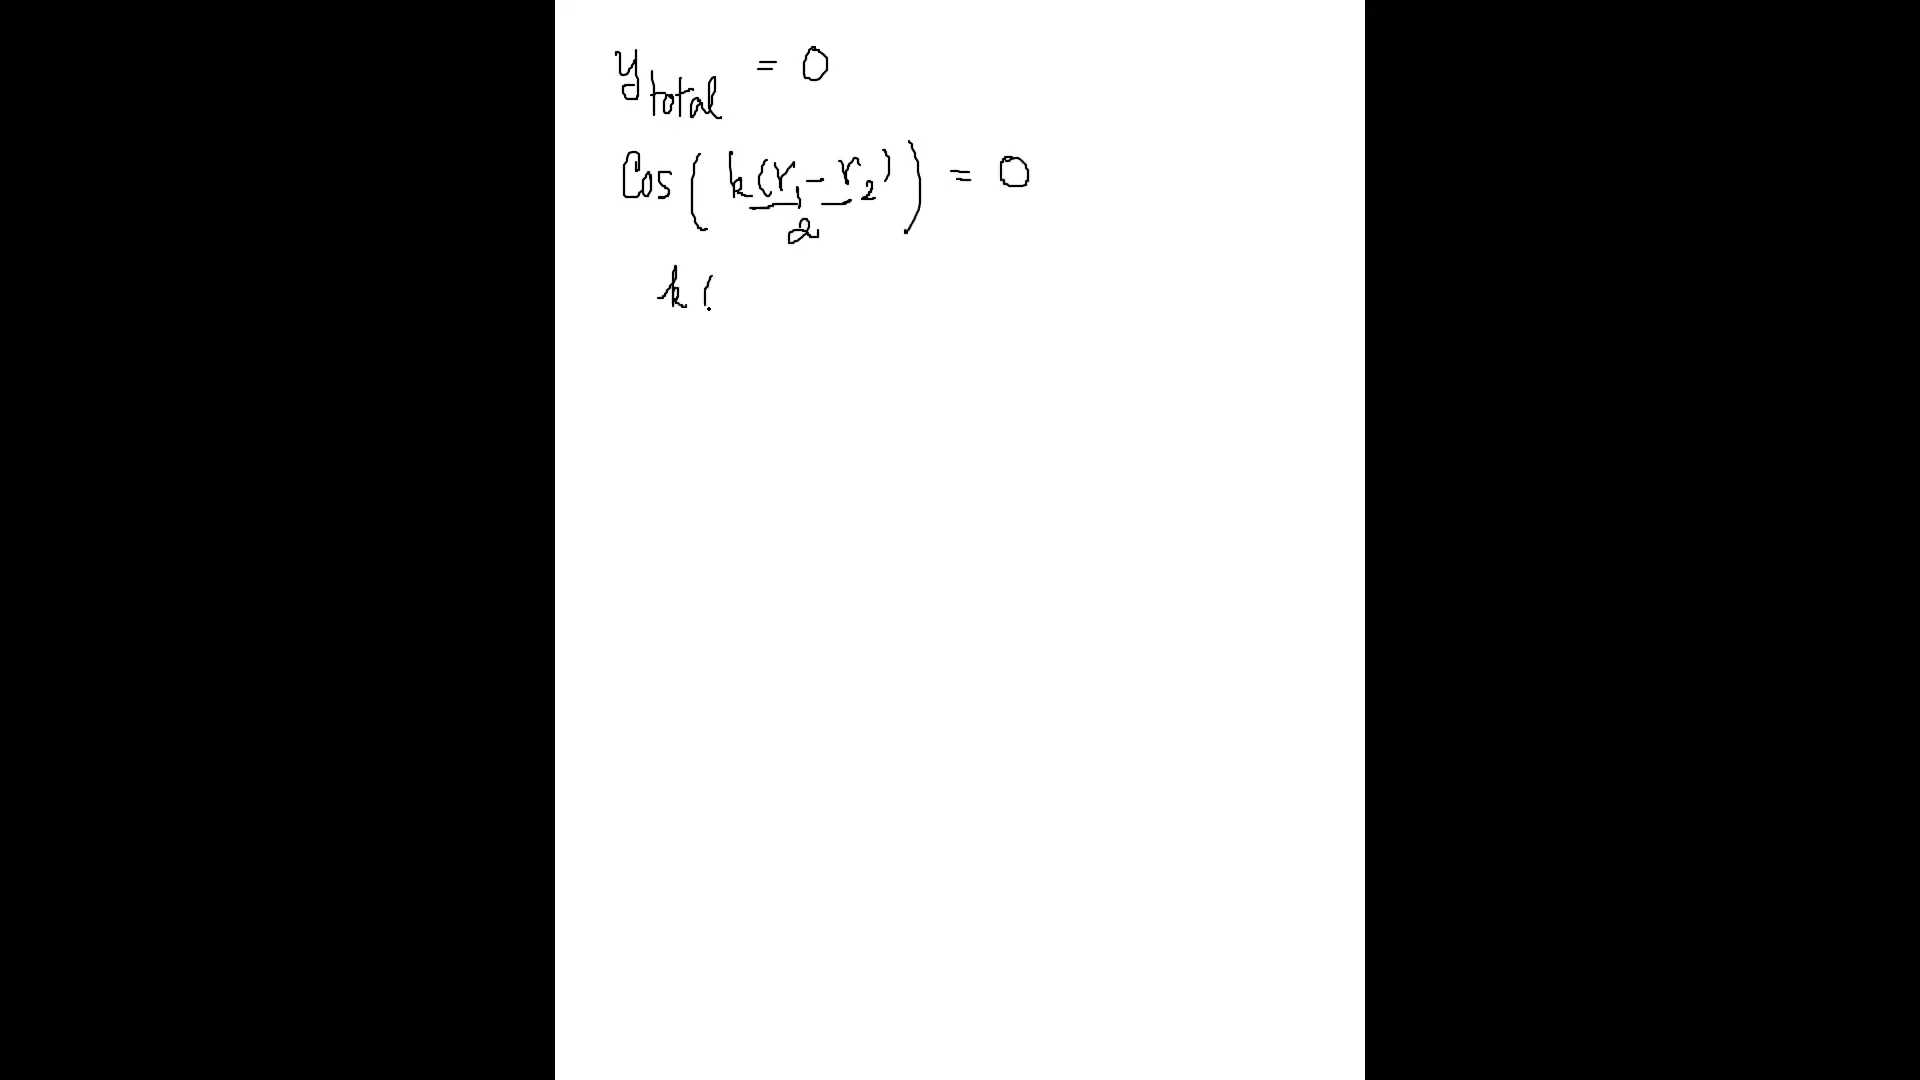 y_total = 0
Cos( k(r₁ - r₂)/2 ) = 0
k(